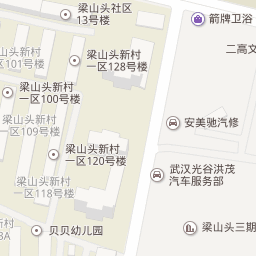 梁山头社区
13号楼
箭牌卫浴
二高文
梁山头新村
一区128号楼
山头新村
区101号楼
梁山头新村
一区100号楼
梁山头新村
一区109号楼
安美驰汽修
梁山头新村
一区120号楼
武汉光谷洪茂
汽车服务部
贝贝幼儿园
梁山头三期
村
8A